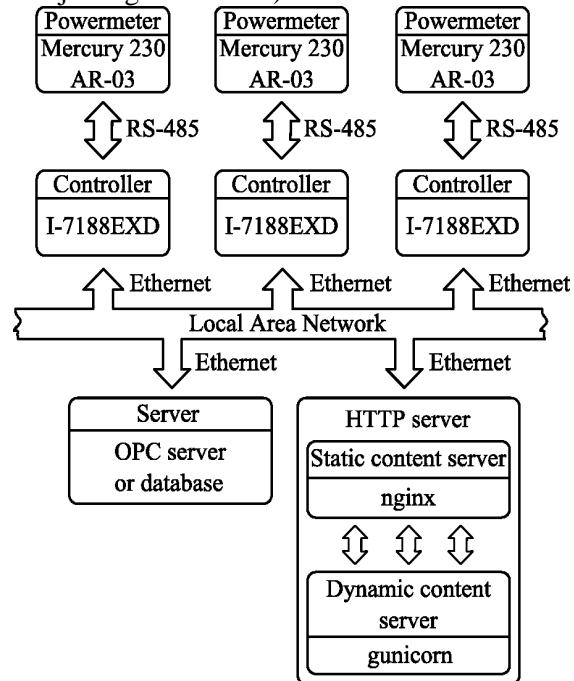 Powermeter Powermeter Powermeter
Mercury 230 Mercury 230 Mercury 230
AR-03 AR-03 AR-03
RS-485 RS-485 RS-485
Controller Controller Controller
I-7188EXD I-7188EXD I-7188EXD
Ethernet Ethernet Ethernet
Local Area Network
Ethernet Ethernet
Server
OPC server
or database
HTTP server
Static content server
nginx
Dynamic content
server
gunicorn